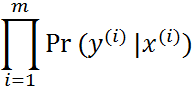 m
∏ Pr (y⁽ⁱ⁾ |x⁽ⁱ⁾)
i=1